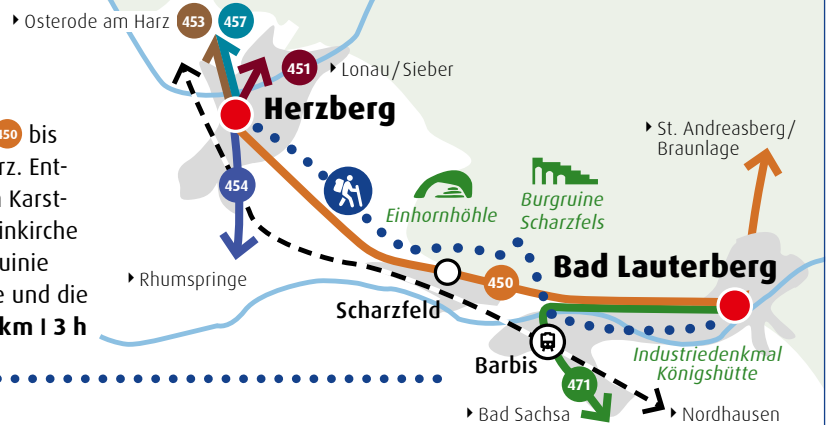 Osterode am Harz 453 457
451 Lonau/Sieber
Herzberg
450 bis
rz. Ent-
Karst-
inkirche
uinie
e und die
km I 3 h
454
Rhumspringe
Einhornhöhle
Burgruine
Scharzfels
St. Andreasberg/
Braunlage
Bad Lauterberg
450
Scharzfeld
Barbis
471
Bad Sachsa
Industriedenkmal
Königshütte
Nordhausen